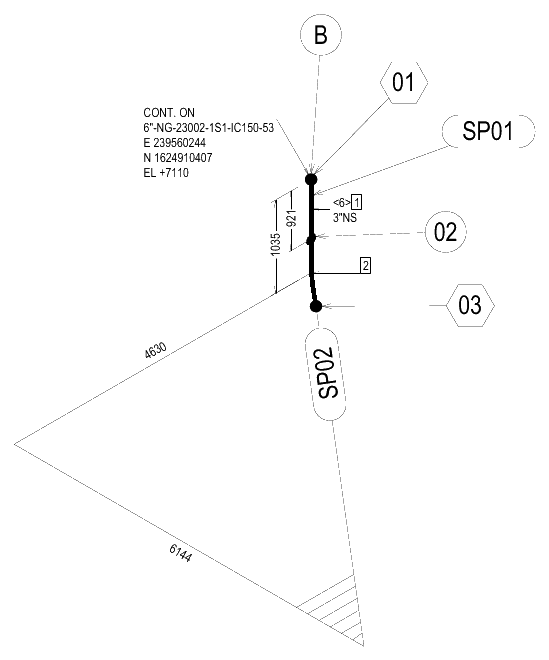 B
01
CONT. ON
6"-NG-23002-1S1-IC150-53
E 239560244
N 1624910407
EL +7110
SP01
<6> 1
3"NS
921
1035
02
2
03
4630
SP02
6144